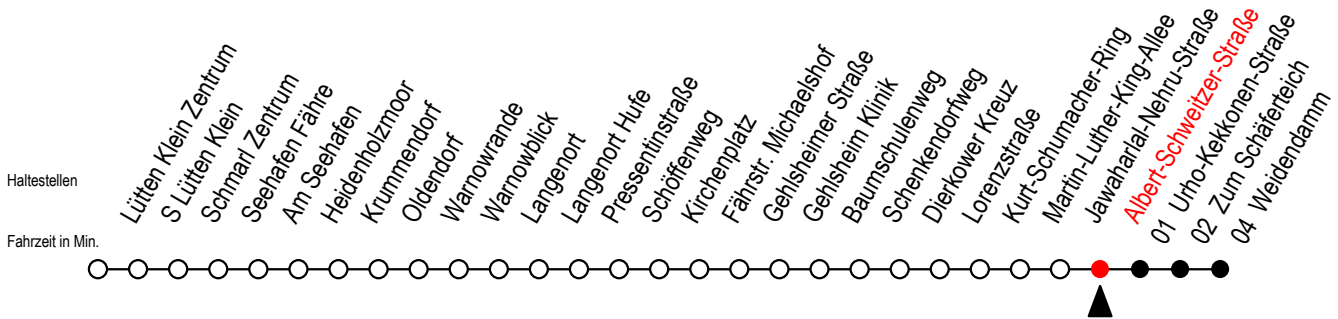 Haltestellen
Fahrzeit in Min.
Lütten Klein Zentrum
S Lütten Klein
Schmarl Zentrum
Seehafen Fähre
Am Seehafen
Heidenholzmoor
Krummendorf
Oldendorf
Warnowrande
Warnowblick
Langenort
Langenort Hufe
Pressentinstraße
Schöffenweg
Kirchenplatz
Fährstr. Michaelshof
Gehlsheimer Straße
Gehlsheim Klinik
Baumschulenweg
Schenkendorfweg
Dierkower Kreuz
Lorenzstraße
Kurt-Schumacher-Ring
Martin-Luther-King-Allee
Jawaharlal-Nehru-Straße
Albert-Schweitzer-Straße
01 Urho-Kekkonen-Straße
02 Zum Schäferteich
04 Weidendamm